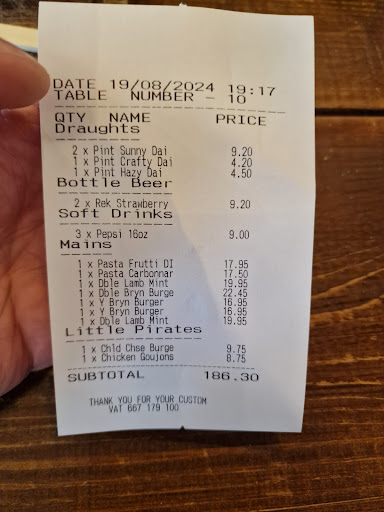 DATE 19/08/2024 19:17
TABLE NUMBER - 10
QTY NAME PRICE
Draughts
2 x Pint Sunny Dai 9.20
1 x Pint Crafty Dai 4.20
1 x Pint Hazy Dai 4.50
Bottle Beer
2 x Rek Strawberry 9.20
Soft Drinks
3 x Pepsi 16oz 9.00
Mains
1 x Pasta Frutti DI 17.95
1 x Pasta Carbonnar 17.50
1 x Dble Lamb Mint 19.95
1 x Dble Bryn Burge 22.45
1 x Y Bryn Burger 16.95
1 x Y Bryn Burger 16.95
1 x Dble Lamb Mint 19.95
Little Pirates
1 x Chld Chse Burge 9.75
1 x Chicken Goujons 8.75
SUBTOTAL 186.30
THANK YOU FOR YOUR CUSTOM
VAT 667 179 100